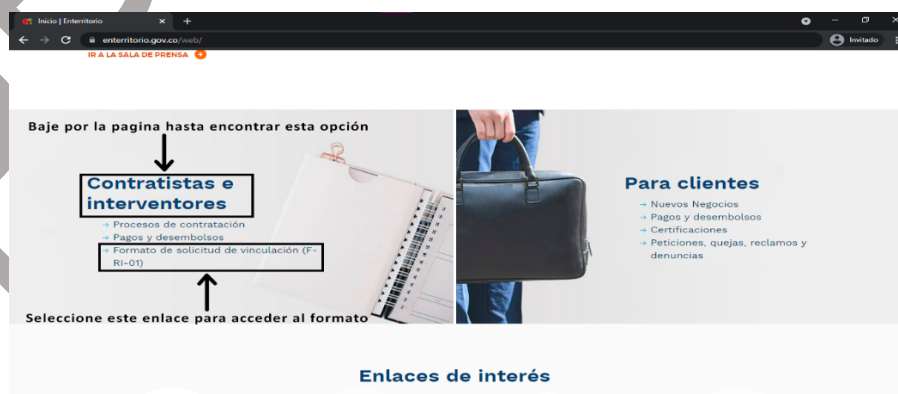 Inicio | Enterritorio
enterritorio.gov.co/web/
Invitado
IR A LA SALA DE PRENSA
Baje por la pagina hasta encontrar esta opción
Contratistas e
interventores
→ Procesos de contratación
→ Pagos y desembolsos
→ Formato de solicitud de vinculación (F-
RI-01)
Seleccione este enlace para acceder al formato
Para clientes
→ Nuevos Negocios
→ Pagos y desembolsos
→ Certificaciones
→ Peticiones, quejas, reclamos y
denuncias
Enlaces de interés